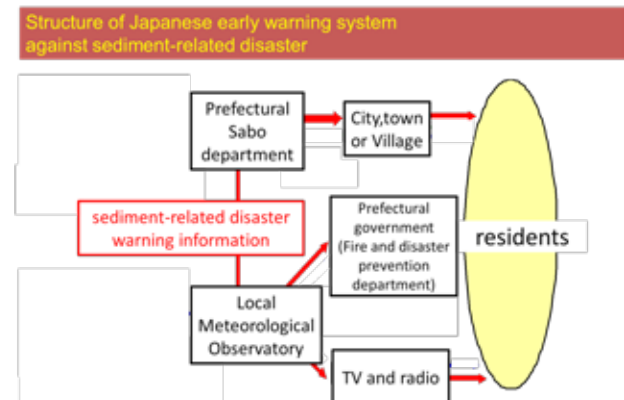 Structure of Japanese early warning system
against sediment-related disaster
Prefectural
Sabo
department
City,town
or Village
sediment-related disaster
warning information
Prefectural
government
(Fire and disaster
prevention
department)
residents
Local
Meteorological
Observatory
TV and radio